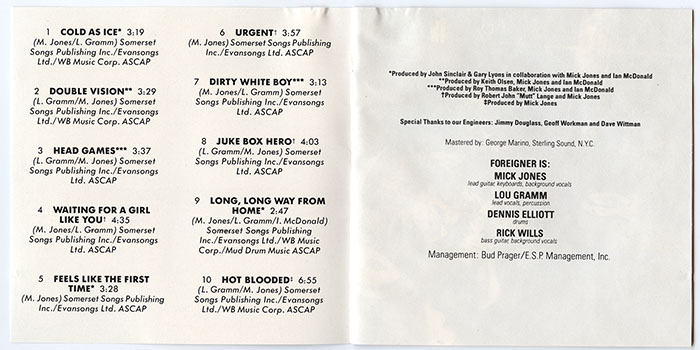 1 COLD AS ICE* 3:19
(M. Jones/L. Gramm) Somerset
Songs Publishing Inc./Evansongs
Ltd./WB Music Corp. ASCAP
2 DOUBLE VISION** 3:29
(L. Gramm/M. Jones) Somerset
Songs Publishing Inc./Evansongs
Ltd./WB Music Corp. ASCAP
3 HEAD GAMES*** 3:37
(L. Gramm/M. Jones) Somerset
Songs Publishing Inc./Evansongs
Ltd. ASCAP
4 WAITING FOR A GIRL
LIKE YOU† 4:35
(M. Jones/L. Gramm) Somerset
Songs Publishing Inc./Evansongs
Ltd. ASCAP
5 FEELS LIKE THE FIRST
TIME* 3:28
(M. Jones) Somerset Songs Publishing
Inc./Evansongs Ltd. ASCAP
6 URGENT† 3:57
(M. Jones) Somerset Songs Publishing
Inc./Evansongs Ltd. ASCAP
7 DIRTY WHITE BOY*** 3:13
(M. Jones/L. Gramm) Somerset
Songs Publishing Inc./Evansongs
Ltd. ASCAP
8 JUKE BOX HERO† 4:03
(L. Gramm/M. Jones) Somerset
Songs Publishing Inc./Evansongs
Ltd. ASCAP
9 LONG, LONG WAY FROM
HOME* 2:47
(M. Jones/L. Gramm/I. McDonald)
Somerset Songs Publishing
Inc./Evansongs Ltd./WB Music
Corp./Mud Drum Music ASCAP
10 HOT BLOODED‡ 6:55
(L. Gramm/M. Jones) Somerset
Songs Publishing Inc./Evansongs
Ltd./WB Music Corp. ASCAP
*Produced by John Sinclair & Gary Lyons in collaboration with Mick Jones and Ian McDonald
**Produced by Keith Olsen, Mick Jones and Ian McDonald
***Produced by Roy Thomas Baker, Mick Jones and Ian McDonald
†Produced by Robert John "Mutt" Lange and Mick Jones
‡Produced by Mick Jones
Special Thanks to our Engineers: Jimmy Douglass, Geoff Workman and Dave Wittman
Mastered by: George Marino, Sterling Sound, N.Y.C.
FOREIGNER IS:
MICK JONES
lead guitar, keyboards, background vocals
LOU GRAMM
lead vocals, percussion
DENNIS ELLIOTT
drums
RICK WILLS
bass guitar, background vocals
Management: Bud Prager/E.S.P. Management, Inc.